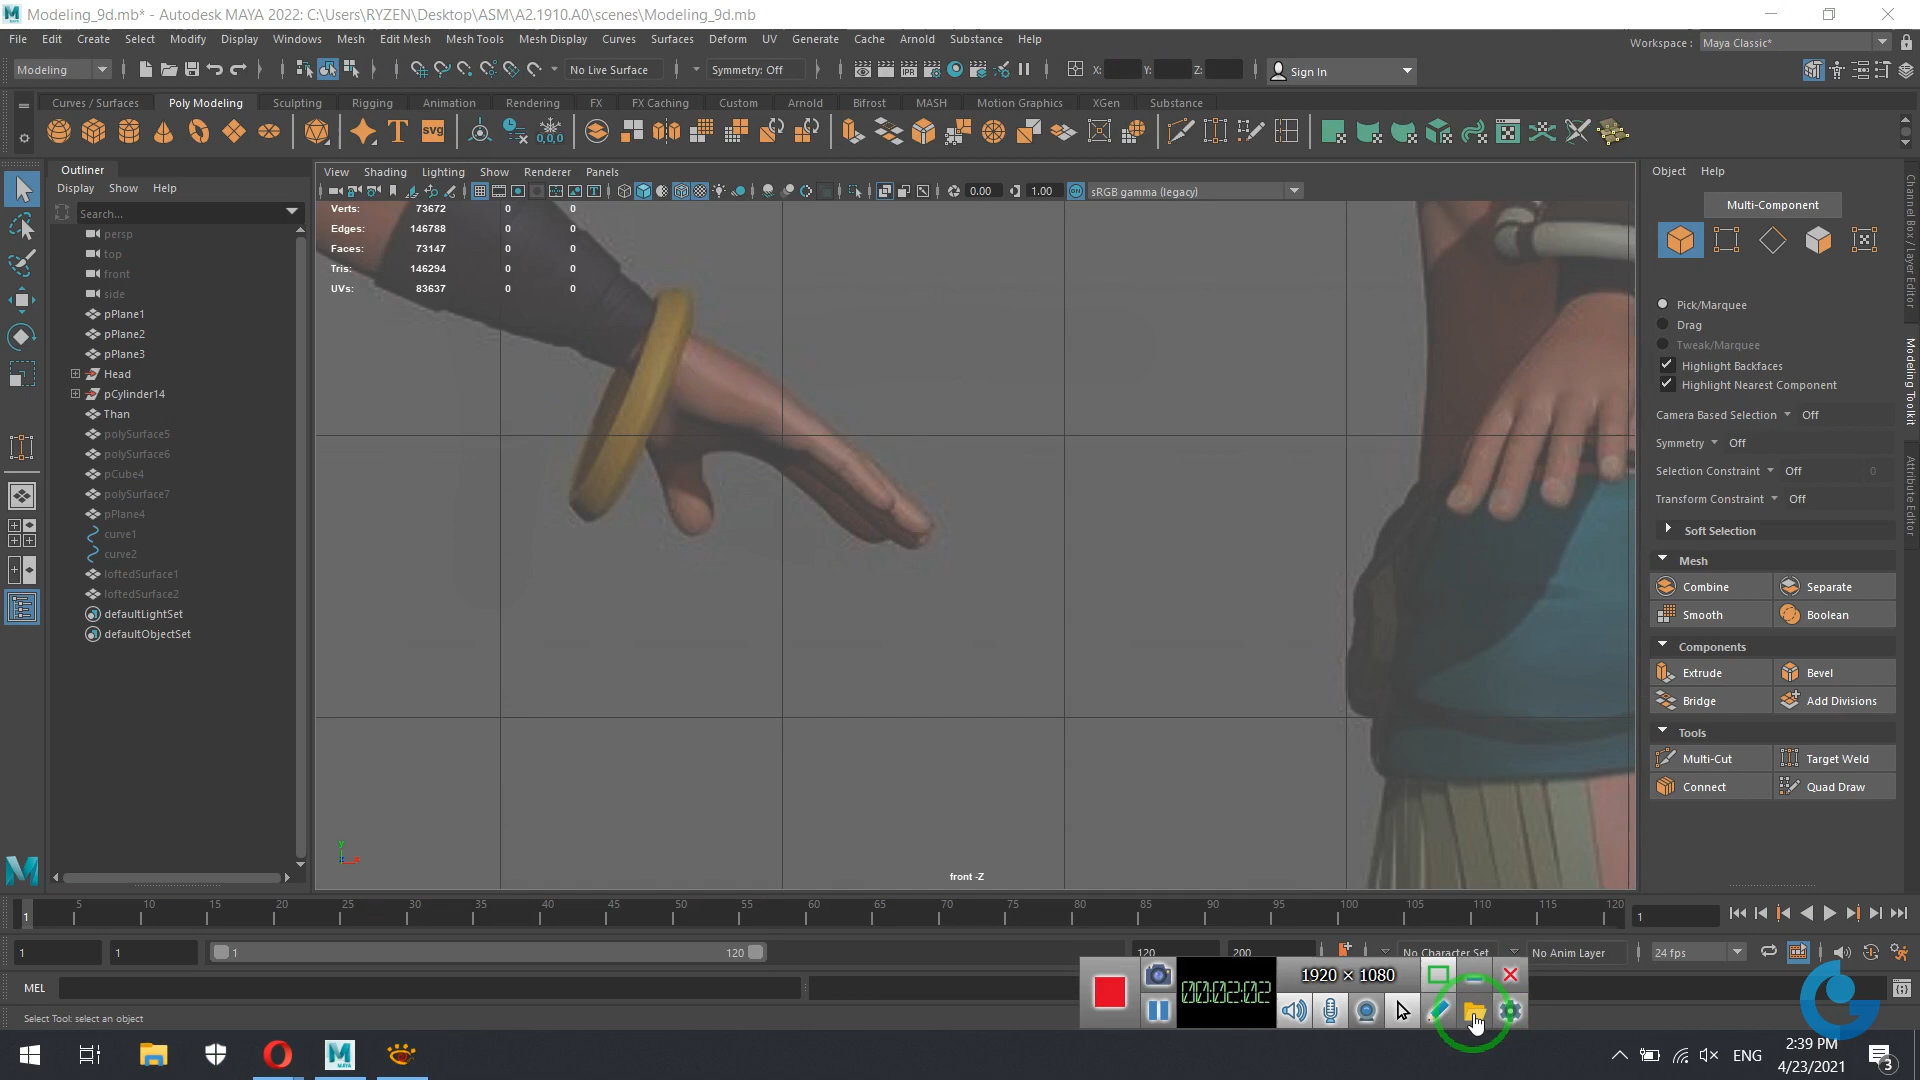 Modeling_9d.mb* - Autodesk MAYA 2022: C:\Users\RYZEN\Desktop\ASM\A2.1910.A0\scenes\Modeling_9d.mb
File Edit Create Select Modify Display Windows Mesh Edit Mesh Mesh Tools Mesh Display Curves Surfaces Deform UV Generate Cache Arnold Substance Help
Workspace : Maya Classic*
Modeling No Live Surface Symmetry: Off X: Y: Z: Sign In
Curves / Surfaces Poly Modeling Sculpting Rigging Animation Rendering FX FX Caching Custom Arnold Bifrost MASH Motion Graphics XGen Substance
T svg 0,0,0
Outliner
Display Show Help
Search...
persp
top
front
side
pPlane1
pPlane2
pPlane3
Head
pCylinder14
Than
polySurface5
polySurface6
pCube4
polySurface7
pPlane4
curve1
curve2
loftedSurface1
loftedSurface2
defaultLightSet
defaultObjectSet
View Shading Lighting Show Renderer Panels
0.00 1.00 ON sRGB gamma (legacy)
Verts: 73672 0 0
Edges: 146788 0 0
Faces: 73147 0 0
Tris: 146294 0 0
UVs: 83637 0 0
y
front -Z
Object Help
Multi-Component
Pick/Marquee
Drag
Tweak/Marquee
Highlight Backfaces
Highlight Nearest Component
Camera Based Selection Off
Symmetry Off
Selection Constraint Off 0
Transform Constraint Off
Soft Selection
Mesh
Combine Separate
Smooth Boolean
Components
Extrude Bevel
Bridge Add Divisions
Tools
Multi-Cut Target Weld
Connect Quad Draw
Channel Box / Layer Editor
Modeling Toolkit
Attribute Editor
1 5 10 15 20 25 30 35 40 45 50 55 60 65 70 75 80 85 90 95 100 105 110 115 120 1
1 1 1 120 120 200 No Character Set No Anim Layer 24 fps
MEL
Select Tool: select an object
00:02:02
1920 × 1080
ENG
2:39 PM
4/23/2021
3